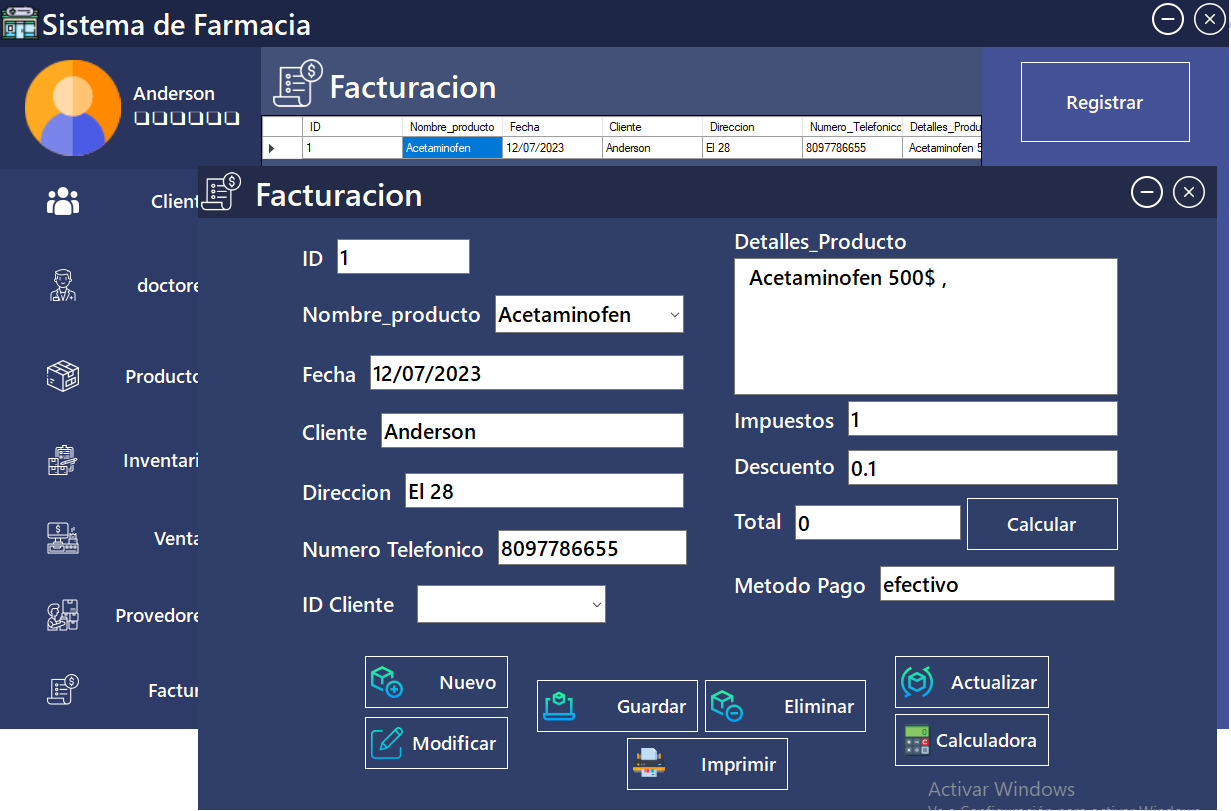 Sistema de Farmacia
Anderson
Facturacion
Registrar
ID Nombre_producto Fecha Cliente Direccion Numero_Telefonico Detalles_Produ
1 Acetaminofen 12/07/2023 Anderson El 28 8097786655 Acetaminofen 5
Client
doctore
Producto
Inventari
Venta
Provedore
Factur
Facturacion
ID 1
Nombre_producto Acetaminofen
Fecha 12/07/2023
Cliente Anderson
Direccion El 28
Numero Telefonico 8097786655
ID Cliente
Detalles_Producto
Acetaminofen 500$ ,
Impuestos 1
Descuento 0.1
Total 0 Calcular
Metodo Pago efectivo
Nuevo
Modificar
Guardar
Eliminar
Imprimir
Actualizar
Calculadora
Activar Windows